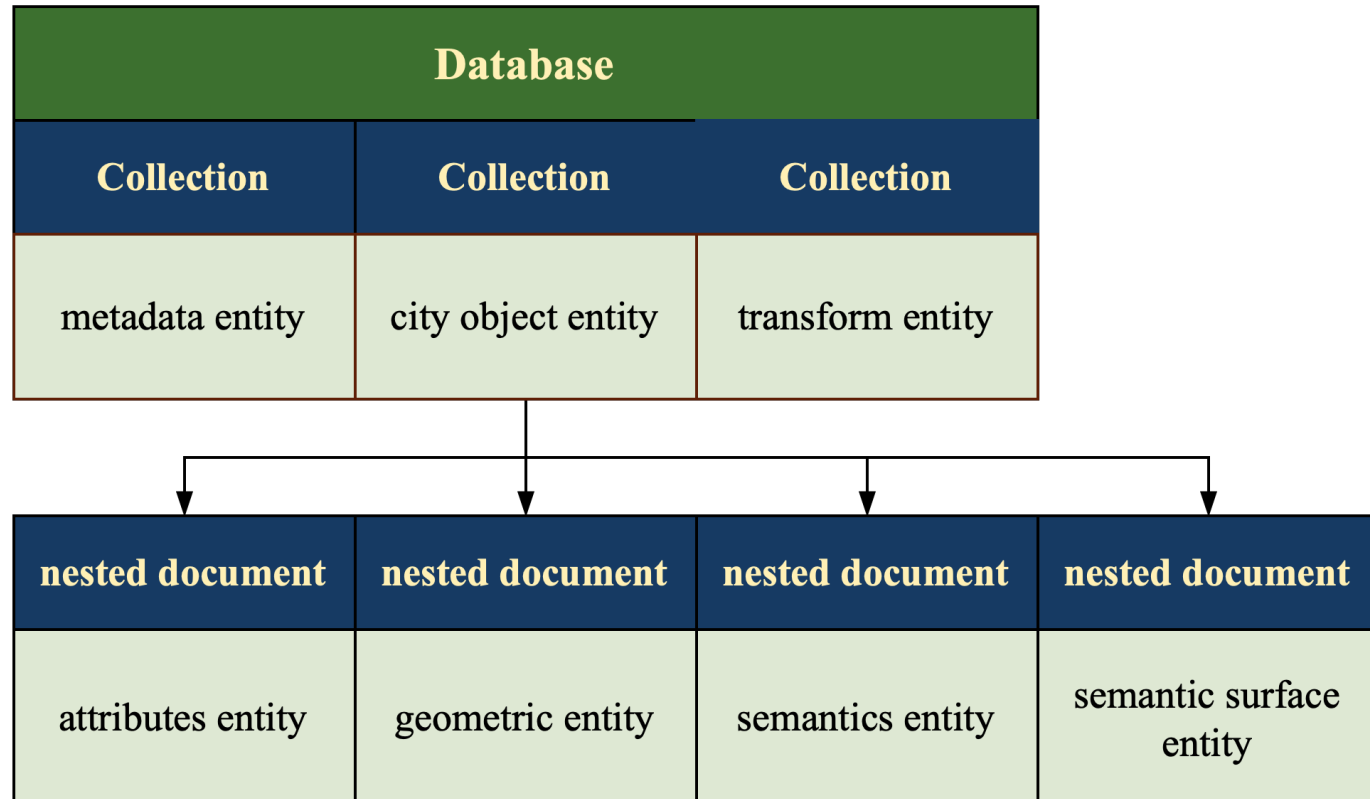 Database
Collection
Collection
Collection
metadata entity
city object entity
transform entity
nested document
nested document
nested document
nested document
attributes entity
geometric entity
semantics entity
semantic surface
entity